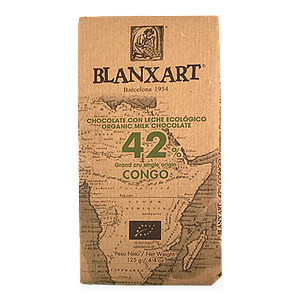 BLANXART
Barcelona 1954
CHOCOLATE CON LECHE ECOLÓGICO
ORGANIC MILK CHOCOLATE
42%
Grand cru single origin
CONGO
Peso Neto / Net Weight
125 g / 4.4 oz